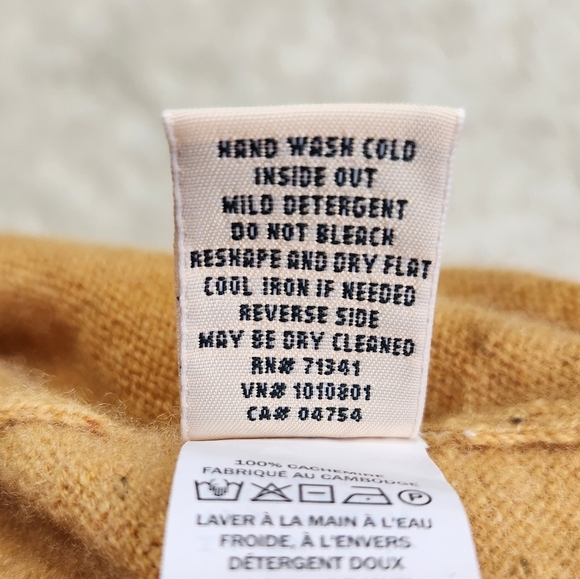 HAND WASH COLD
INSIDE OUT
MILD DETERGENT
DO NOT BLEACH
RESHAPE AND DRY FLAT
COOL IRON IF NEEDED
REVERSE SIDE
MAY BE DRY CLEANED
RN# 71341
VN# 1010801
CA# 04754
100% CACHEMIRE
FABRIQUÉ AU CAMBODGE
P
LAVER À LA MAIN À L'EAU
FROIDE, À L'ENVERS
DÉTERGENT DOUX